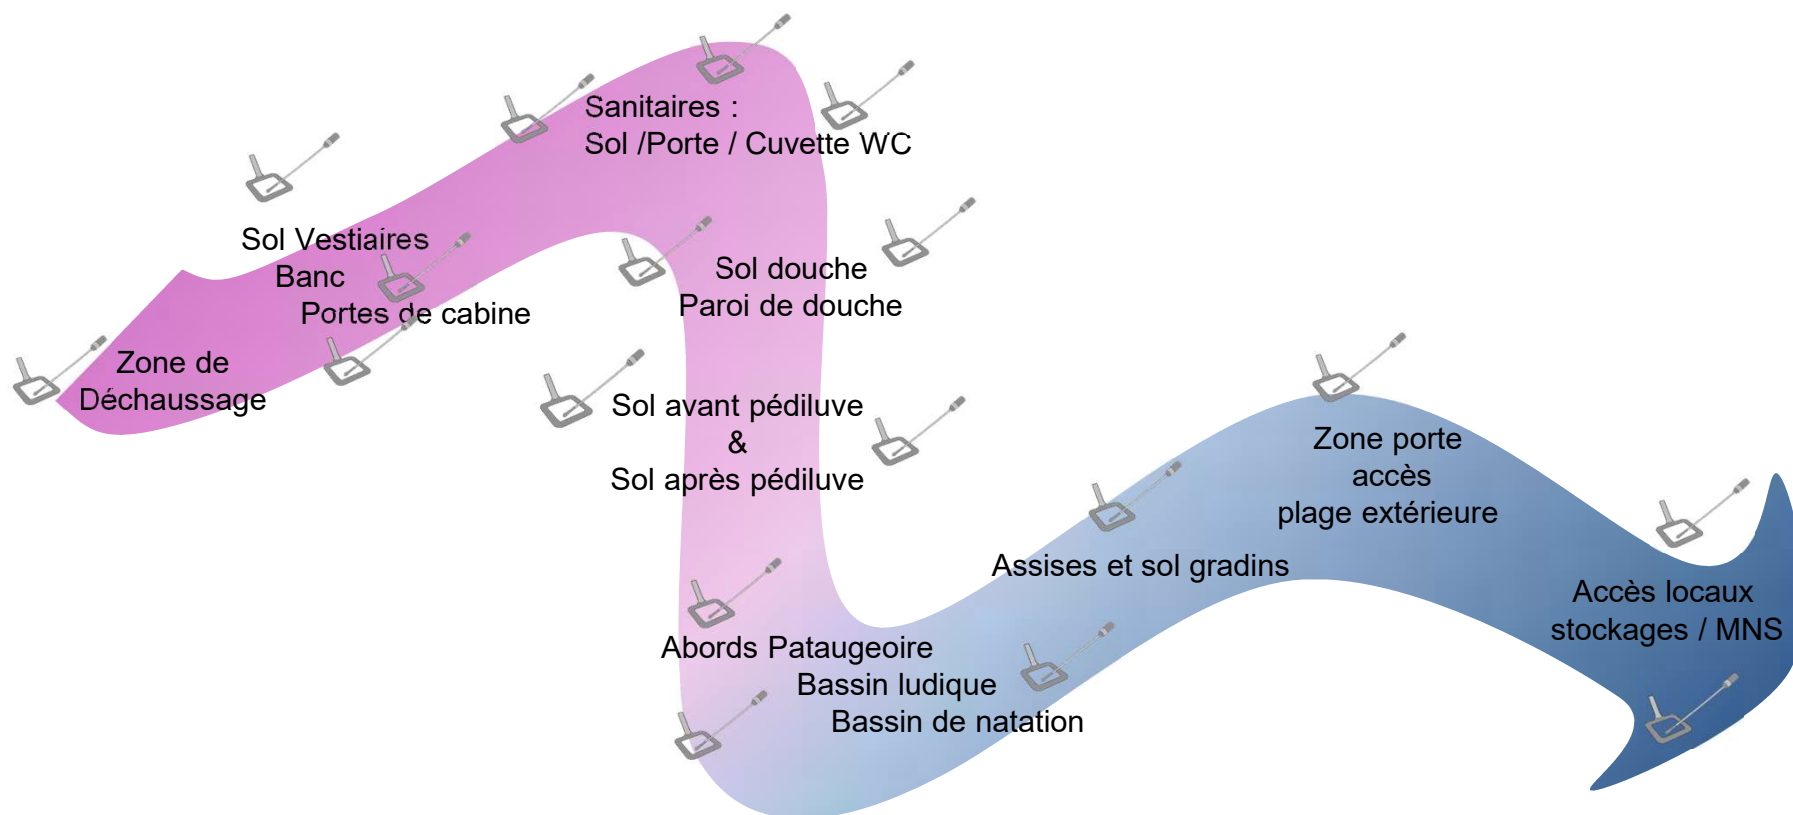 Sanitaires :
Sol /Porte / Cuvette WC
Sol Vestiaires
Banc
Portes de cabine
Zone de
Déchaussage
Sol douche
Paroi de douche
Sol avant pédiluve
&
Sol après pédiluve
Abords Pataugeoire
Bassin ludique
Bassin de natation
Assises et sol gradins
Zone porte
accès
plage extérieure
Accès locaux
stockages / MNS